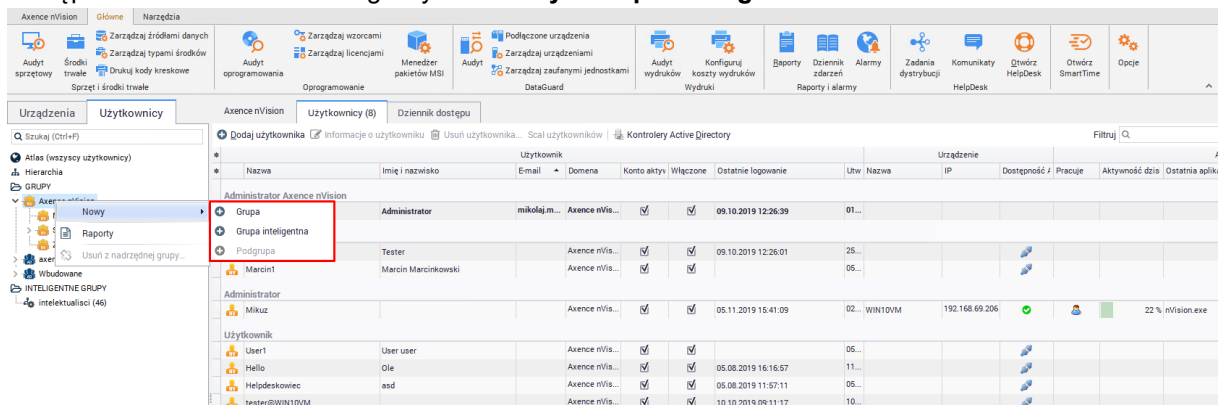 Axence nVision Główne Narzędzia
Audyt sprzętowy
Środki trwałe
Zarządzaj źródłami danych
Zarządzaj typami środków
Drukuj kody kreskowe
Sprzęt i środki trwałe
Audyt oprogramowania
Zarządzaj wzorcami
Zarządzaj licencjami
Menedżer pakietów MSI
Oprogramowanie
Audyt
Podłączone urządzenia
Zarządzaj urządzeniami
Zarządzaj zaufanymi jednostkami
DataGuard
Audyt wydruków
Konfiguruj koszty wydruków
Wydruki
Raporty
Dziennik zdarzeń
Alarmy
Raporty i alarmy
Zadania dystrybucji
Komunikaty
Otwórz HelpDesk
HelpDesk
Otwórz SmartTime
Opcje
Urządzenia Użytkownicy
Szukaj (Ctrl+F)
Atlas (wszyscy użytkownicy)
Hierarchia
GRUPY
Axence nVision
Wbudowane
INTELIGENTNE GRUPY
intelektualisci (46)
Nowy
Raporty
Usuń z nadrzędnej grupy...
Grupa
Grupa inteligentna
Podgrupa
Axence nVision Użytkownicy (8) Dziennik dostępu
Dodaj użytkownika Informacje o użytkowniku Usuń użytkownika... Scal użytkowników Kontrolery Active Directory Filtruj
Użytkownik Urządzenie
Nazwa Imię i nazwisko E-mail Domena Konto aktyw Włączone Ostatnie logowanie Utw Nazwa IP Dostępność A Pracuje Aktywność dzis Ostatnia aplika
Administrator Axence nVision
Administrator mikolaj.m... Axence nVis... 09.10.2019 12:26:39 01...
Tester Axence nVis... 09.10.2019 12:26:01 25...
Marcin1 Marcin Marcinkowski Axence nVis... 05...
Administrator
Mikuz Axence nVis... 05.11.2019 15:41:09 02... WIN10VM 192.168.69.206 22 % nVision.exe
Użytkownik
User1 User user Axence nVis... 05...
Hello Ole Axence nVis... 05.08.2019 16:16:57 11...
Helpdeskowiec asd Axence nVis... 05.08.2019 11:57:11 05...
tester@WIN10VM Axence nVis... 10.10.2019 09:11:17 10...